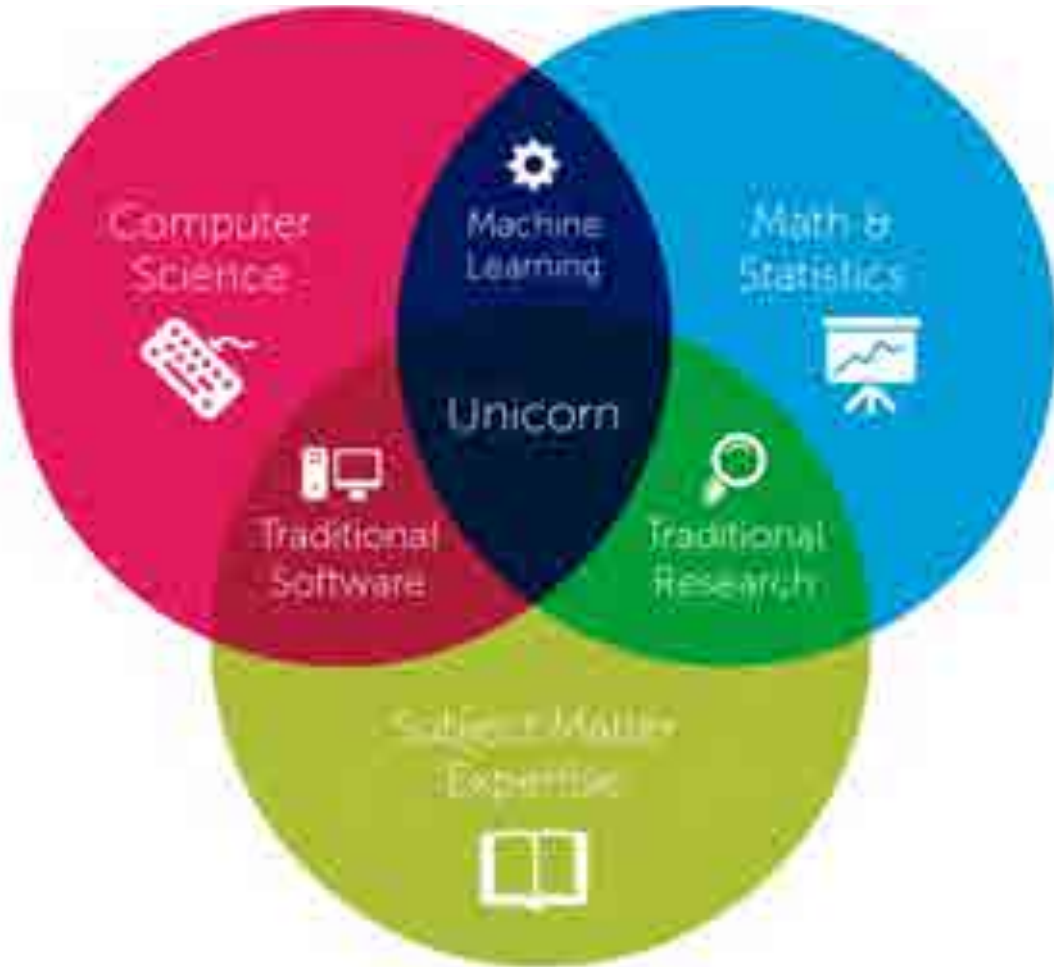 Computer
Science
Machine
Learning
Math &
Statistics
Unicorn
Traditional
Software
Traditional
Research
Subject Matter
Expertise